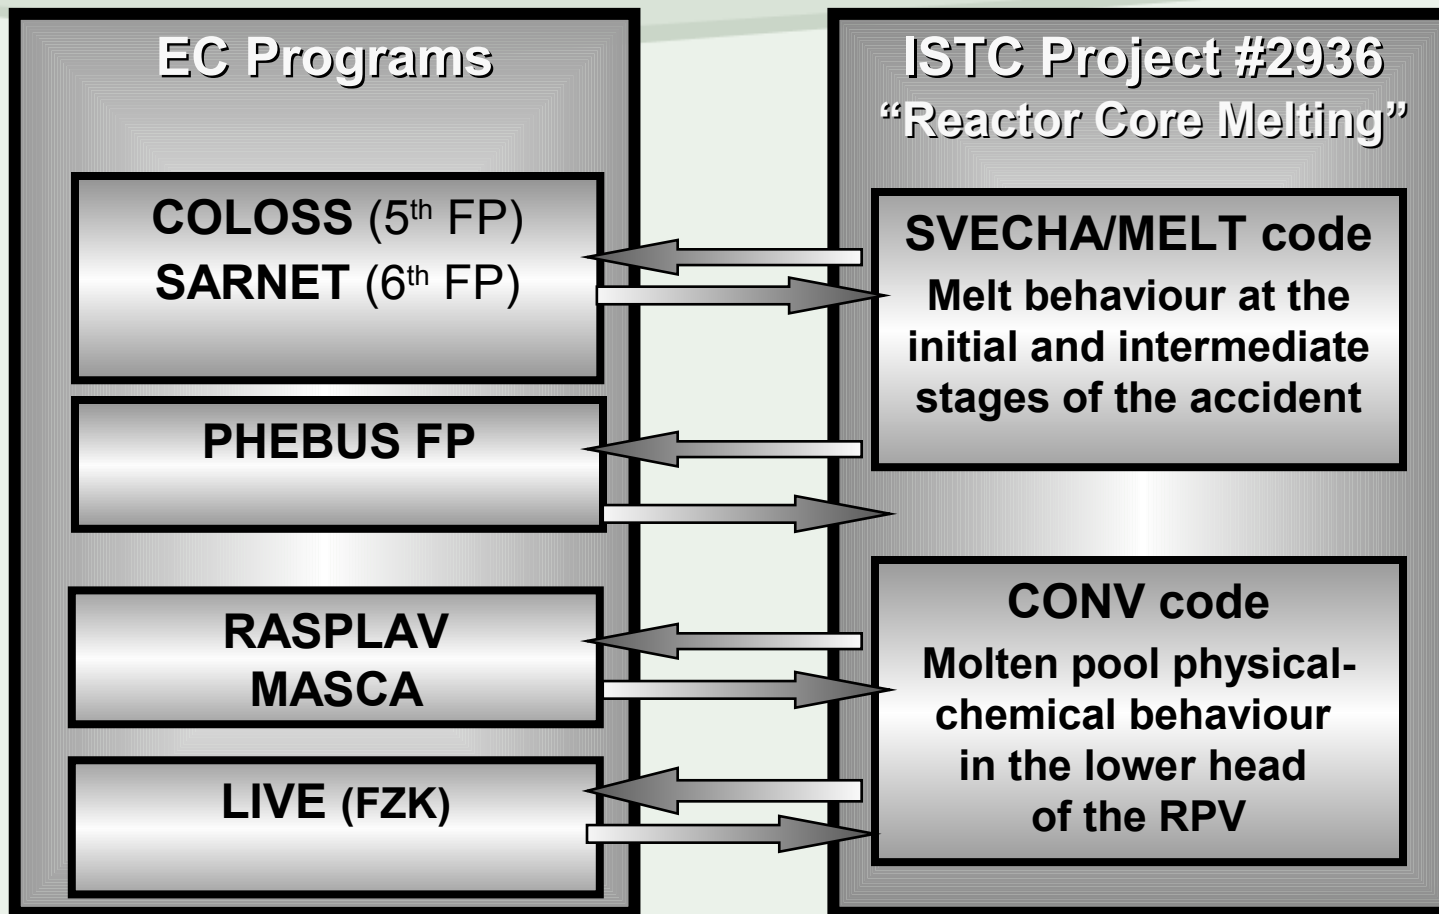 EC Programs
COLOSS (5th FP)
SARNET (6th FP)
PHEBUS FP
RASPLAV
MASCA
LIVE (FZK)
ISTC Project #2936
“Reactor Core Melting”
SVECHA/MELT code
Melt behaviour at the
initial and intermediate
stages of the accident
CONV code
Molten pool physical-
chemical behaviour
in the lower head
of the RPV